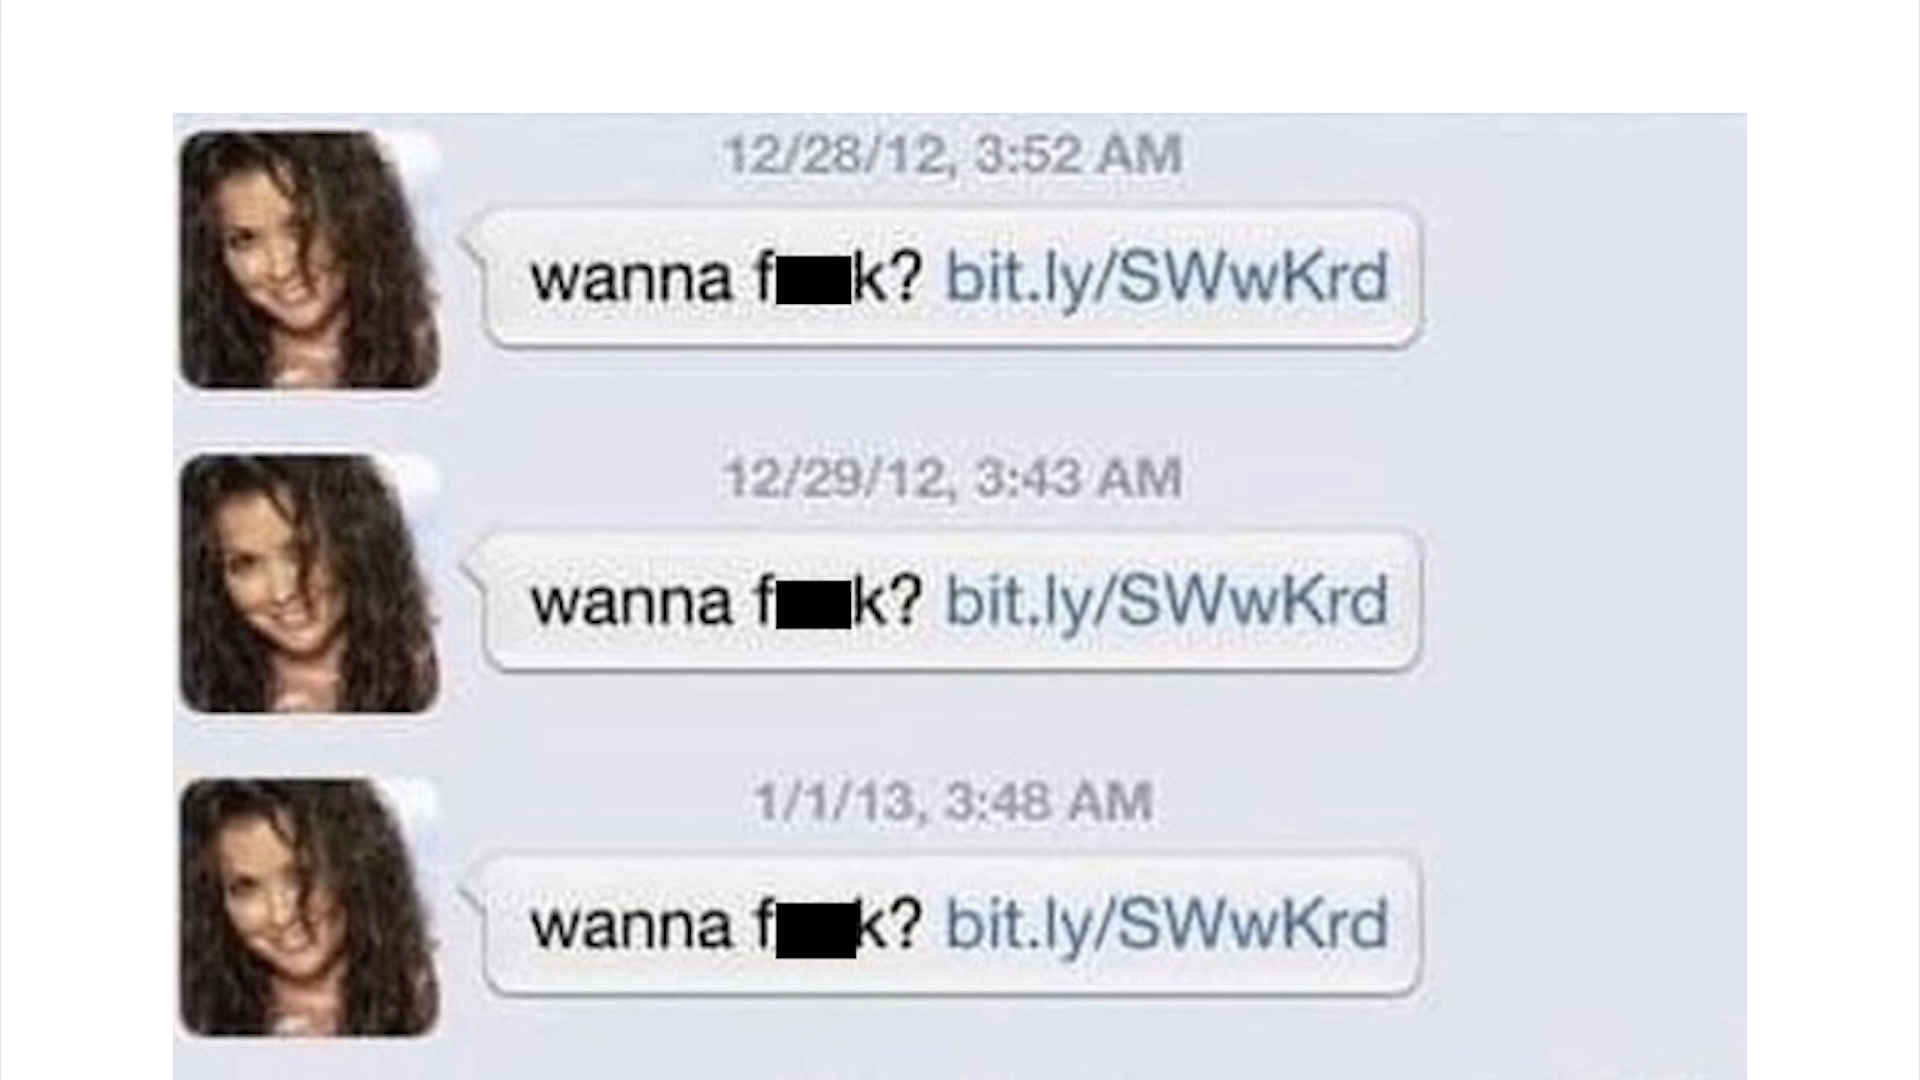 12/28/12, 3:52 AM
wanna f██k? bit.ly/SWwKrd
12/29/12, 3:43 AM
wanna f██k? bit.ly/SWwKrd
1/1/13, 3:48 AM
wanna f██k? bit.ly/SWwKrd